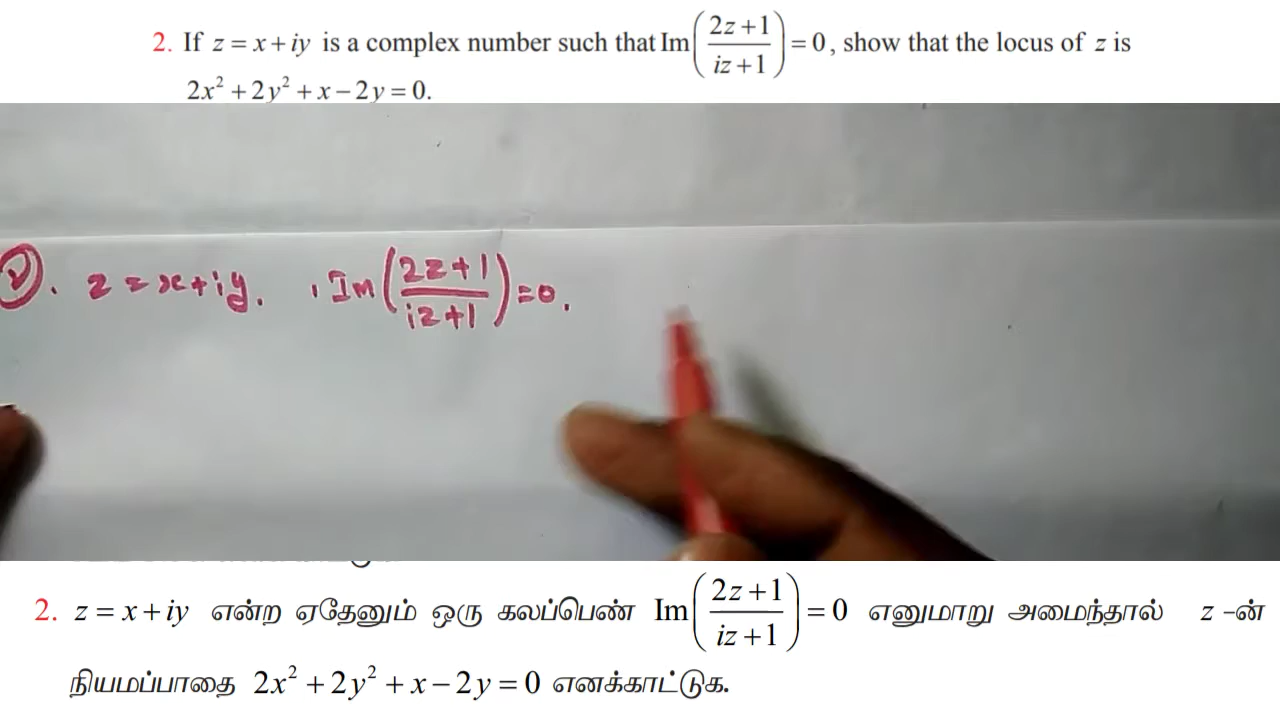 2. If z = x + iy is a complex number such that Im((2z+1)/(iz+1)) = 0, show that the locus of z is
2x² + 2y² + x − 2y = 0.
2). z = x+iy. , Im((2z+1)/(iz+1)) = 0.
2. z = x + iy என்ற ஏதேனும் ஒரு கலப்பெண் Im((2z+1)/(iz+1)) = 0 எனுமாறு அமைந்தால் z –ன்
நியமப்பாதை 2x² + 2y² + x − 2y = 0 எனக்காட்டுக.